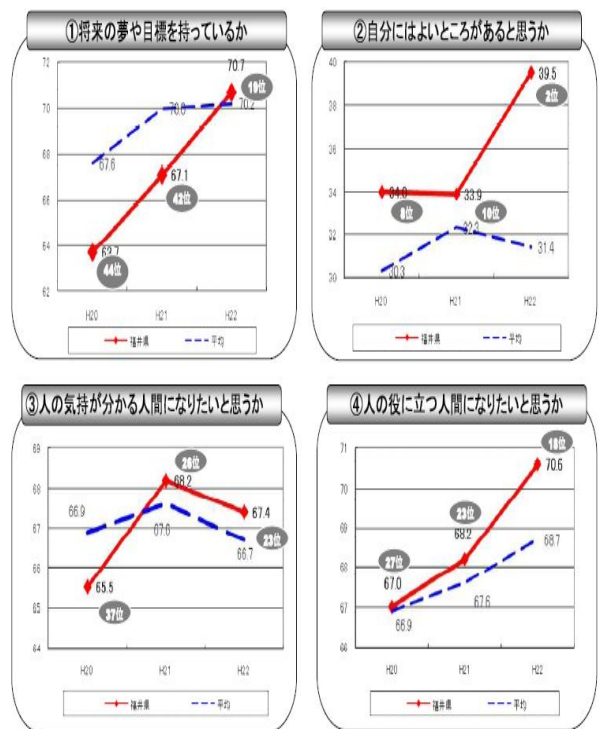 ①将来の夢や目標を持っているか
72
70
68
66
64
62
70.7
19位
70.0
70.2
67.6
67.1
42位
63.7
44位
H20
H21
H22
福井県
平均
②自分にはよいところがあると思うか
40
38
36
34
32
30
39.5
2位
34.0
33.9
8位
10位
32.3
31.4
30.3
H20
H21
H22
福井県
平均
③人の気持が分かる人間になりたいと思うか
69
68
67
66
65
64
26位
68.2
66.9
67.6
67.4
23位
66.7
65.5
37位
H20
H21
H22
福井県
平均
④人の役に立つ人間になりたいと思うか
71
70
69
68
67
66
18位
70.6
23位
68.2
68.7
27位
67.0
67.6
66.9
H20
H21
H22
福井県
平均